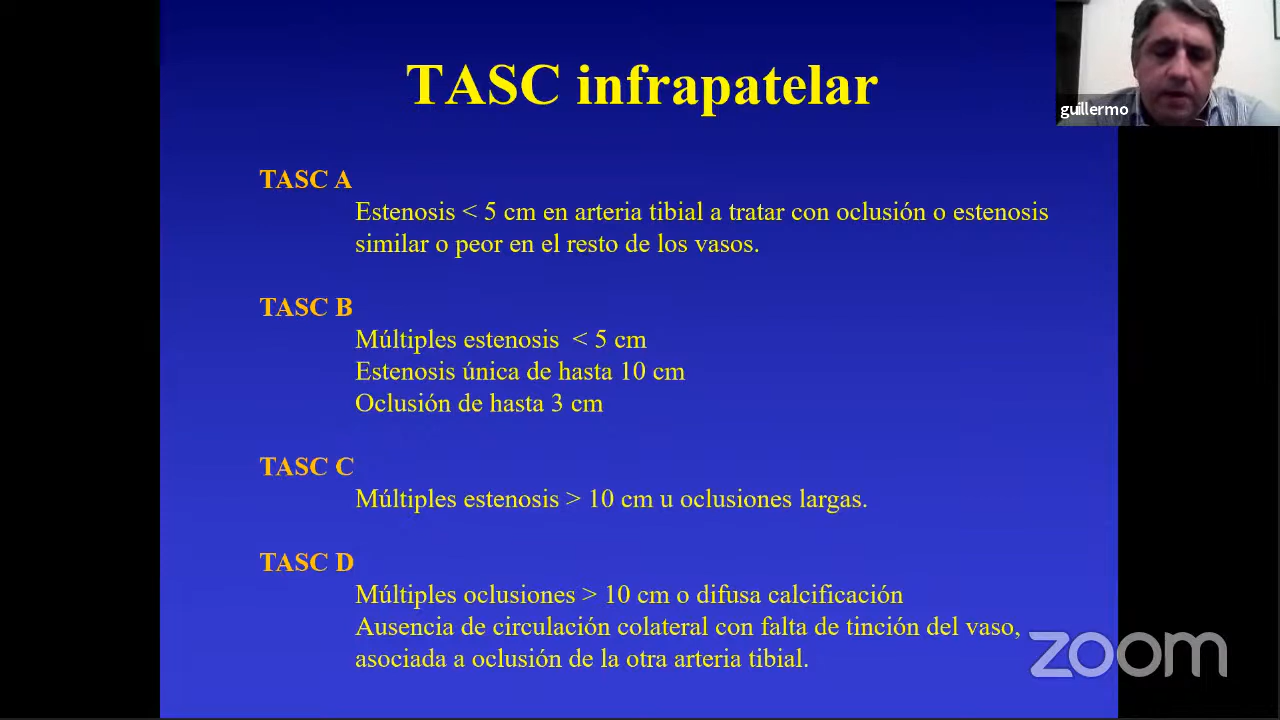 TASC infrapatelar
guillermo
TASC A
Estenosis < 5 cm en arteria tibial a tratar con oclusión o estenosis
similar o peor en el resto de los vasos.
TASC B
Múltiples estenosis < 5 cm
Estenosis única de hasta 10 cm
Oclusión de hasta 3 cm
TASC C
Múltiples estenosis > 10 cm u oclusiones largas.
TASC D
Múltiples oclusiones > 10 cm o difusa calcificación
Ausencia de circulación colateral con falta de tinción del vaso,
asociada a oclusión de la otra arteria tibial.
zoom